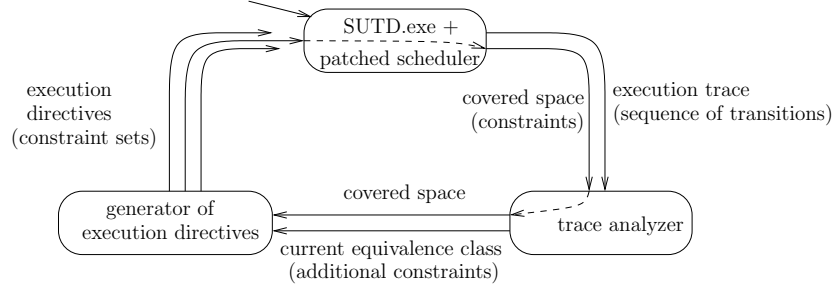 SUTD.exe +
patched scheduler
execution
directives
(constraint sets)
covered space
(constraints)
execution trace
(sequence of transitions)
covered space
generator of
execution directives
trace analyzer
current equivalence class
(additional constraints)